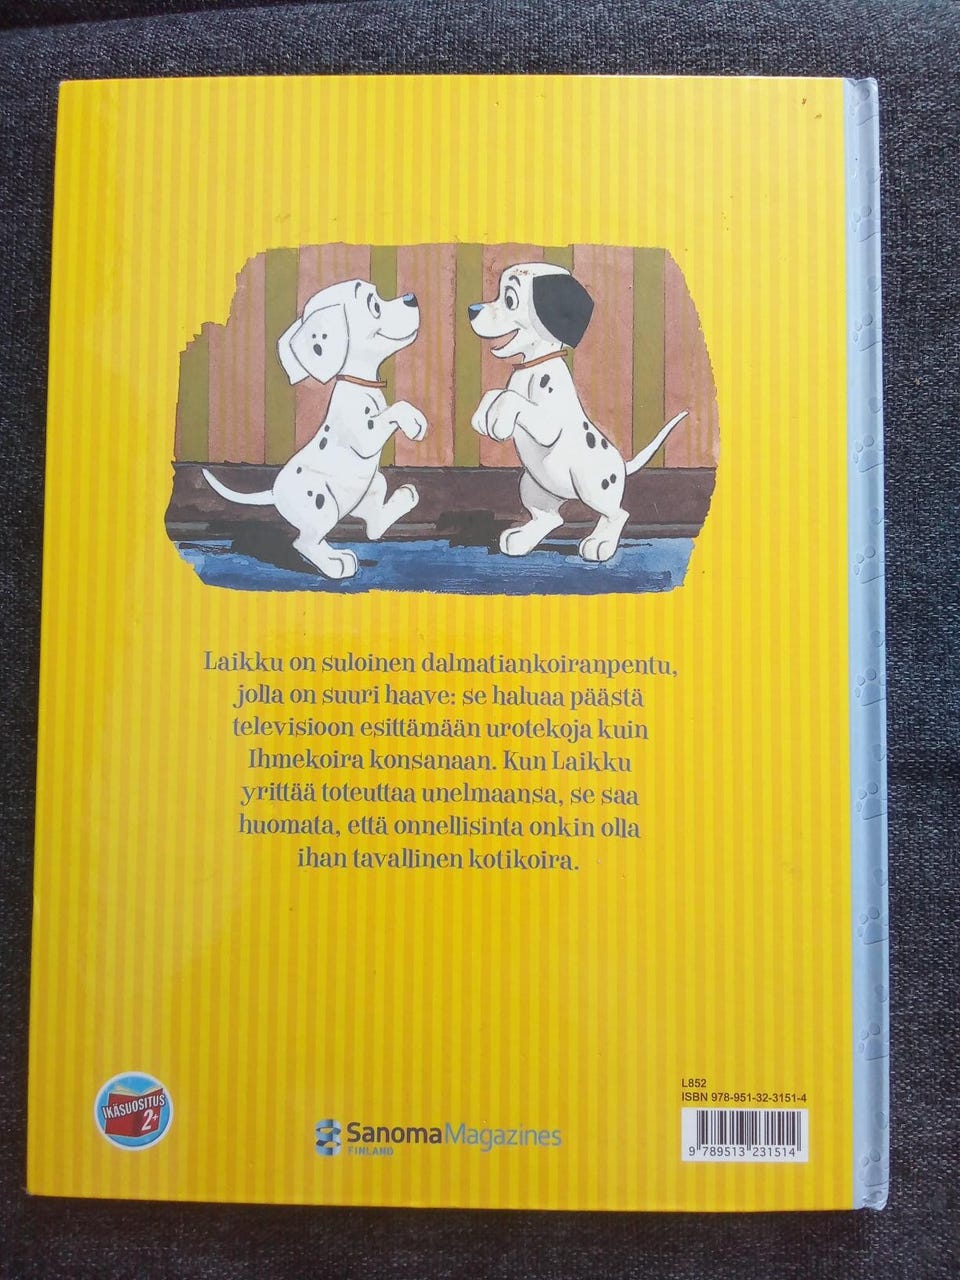 Laikku on suloinen dalmatiankoiranpentu,
jolla on suuri haave: se haluaa päästä
televisioon esittämään urotekoja kuin
Ihmekoira konsanaan. Kun Laikku
yrittää toteuttaa unelmaansa, se saa
huomata, että onnellisinta onkin olla
ihan tavallinen kotikoira.
IKÄSUOSITUS
2+
SanomaMagazines
FINLAND
L852
ISBN 978-951-32-3151-4
9 789513 231514